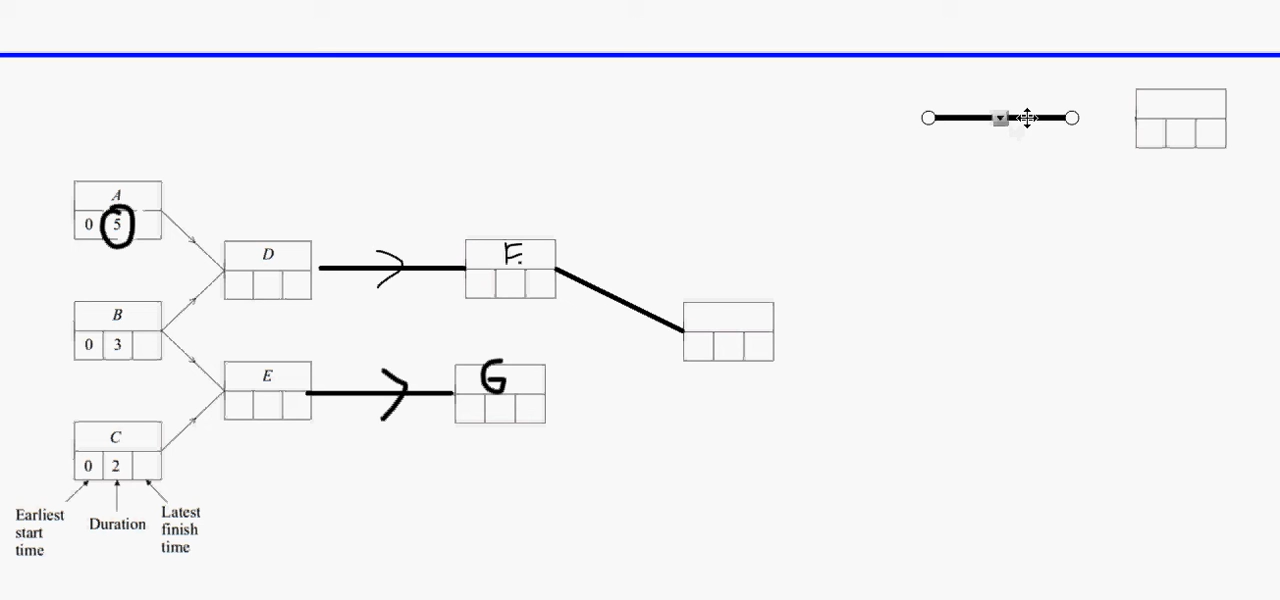 A
0 5
D
F.
B
0 3
E
G
C
0 2
Earliest
start
time
Duration
Latest
finish
time